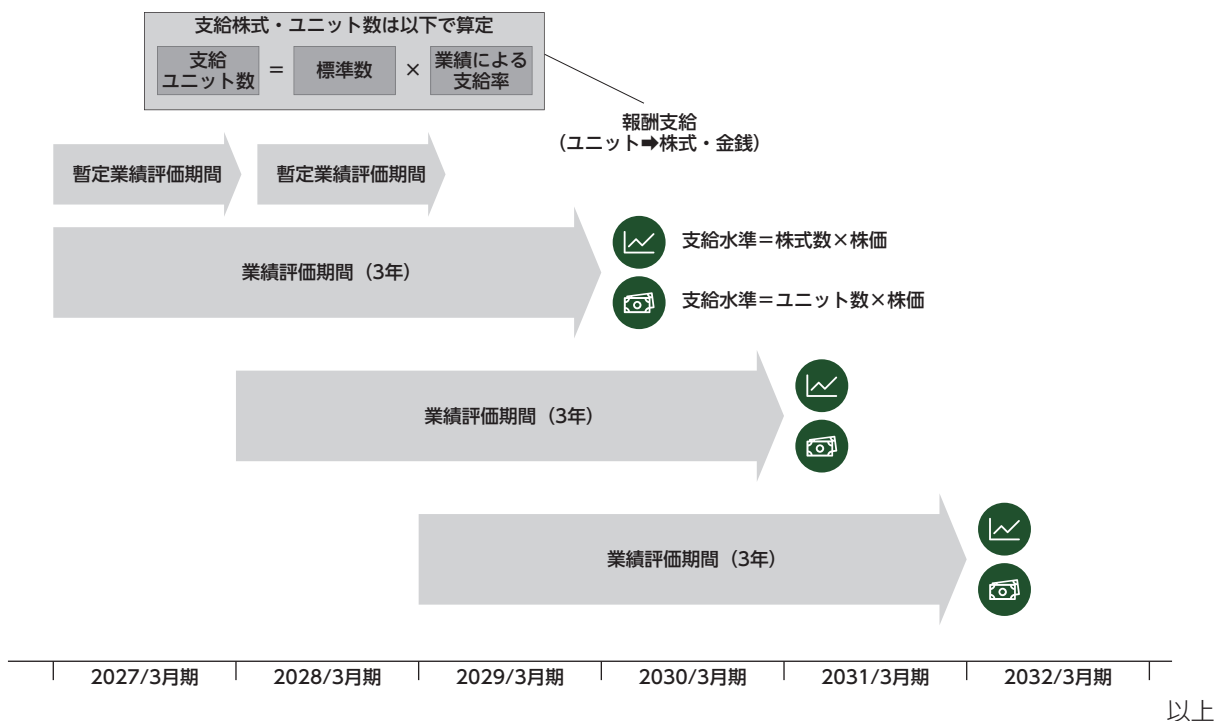 支給株式・ユニット数は以下で算定
支給
ユニット数
＝
標準数
×
業績による
支給率
報酬支給
（ユニット➡株式・金銭）
暫定業績評価期間
暫定業績評価期間
業績評価期間（3年）
支給水準＝株式数×株価
支給水準＝ユニット数×株価
業績評価期間（3年）
業績評価期間（3年）
2027/3月期
2028/3月期
2029/3月期
2030/3月期
2031/3月期
2032/3月期
以上